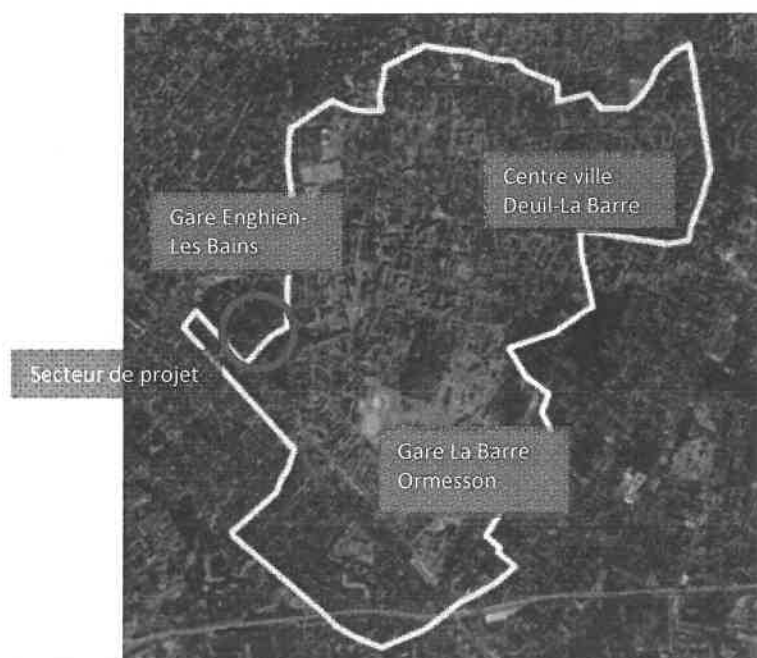 Centre ville
Deuil-La Barre
Gare Enghien-
Les Bains
Secteur de projet
Gare La Barre
Ormesson